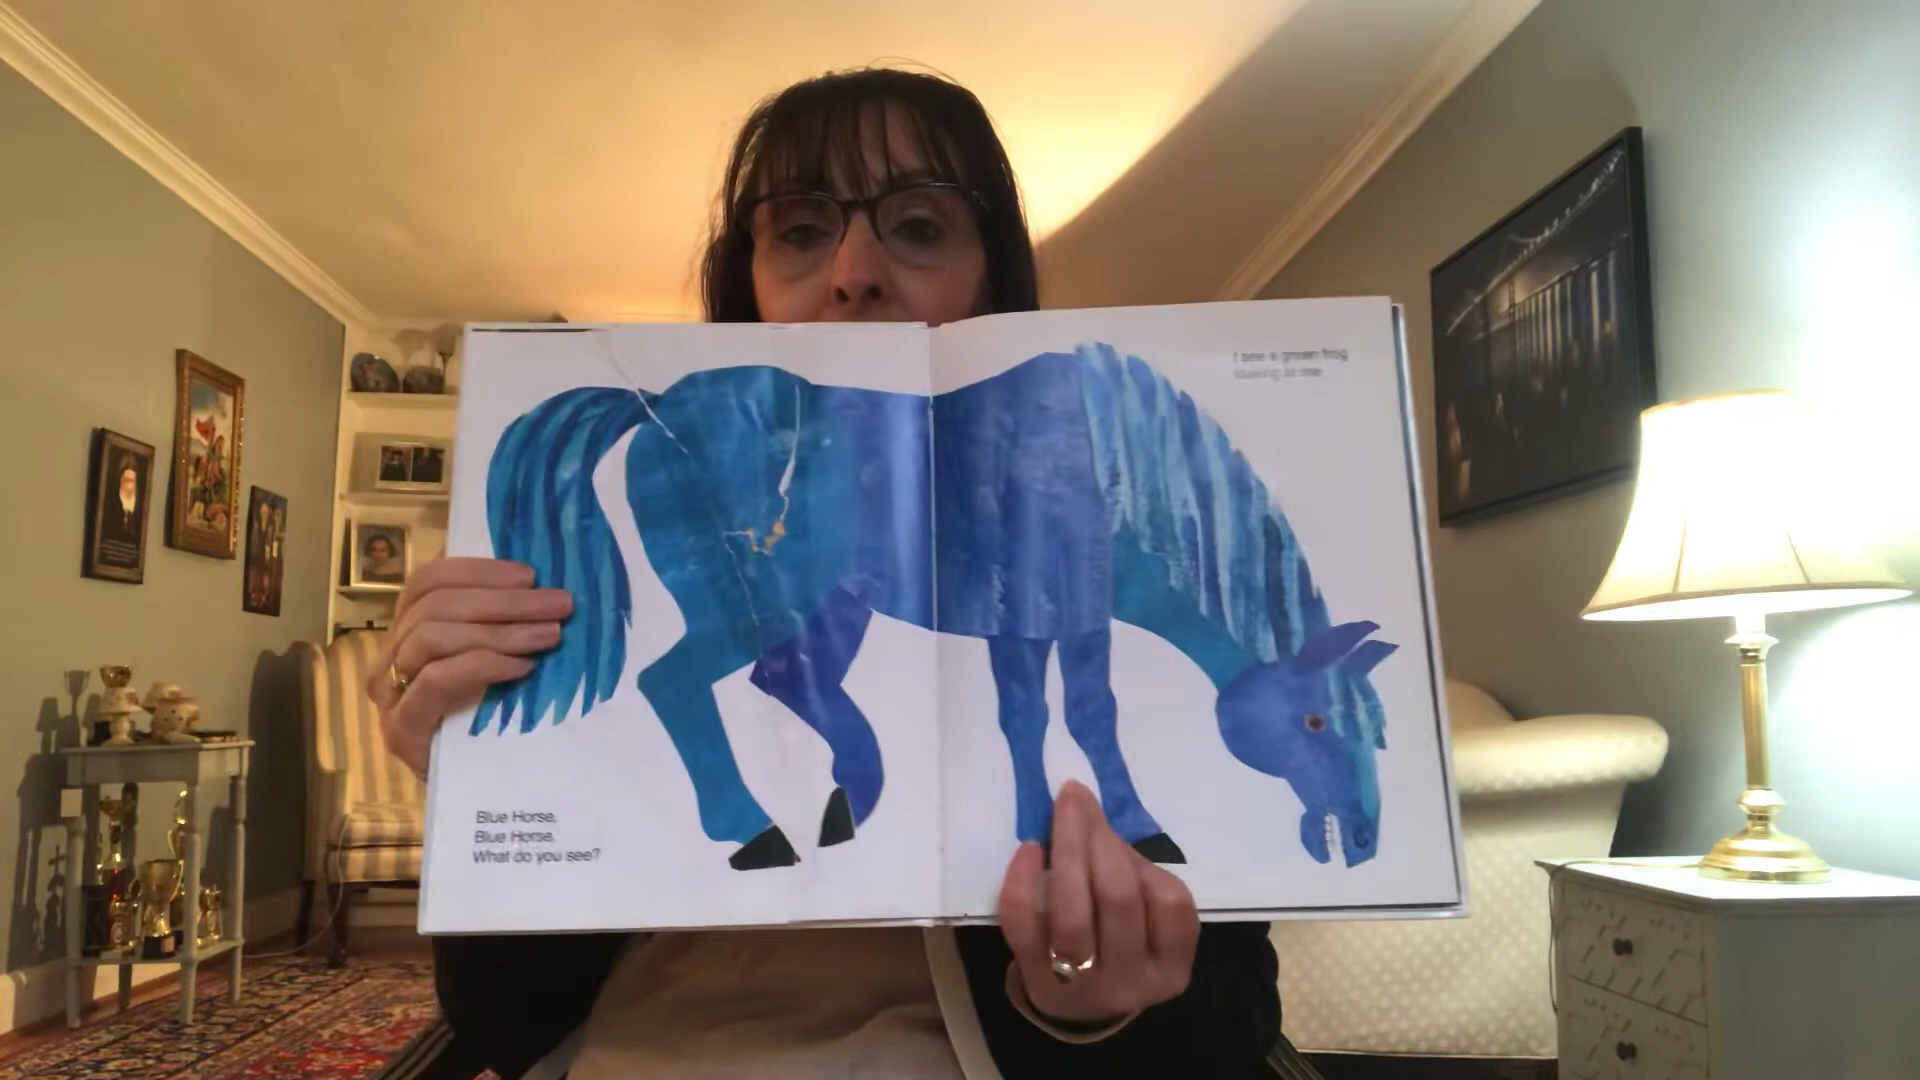 Blue Horse,
Blue Horse,
What do you see?
I see a green frog
looking at me.